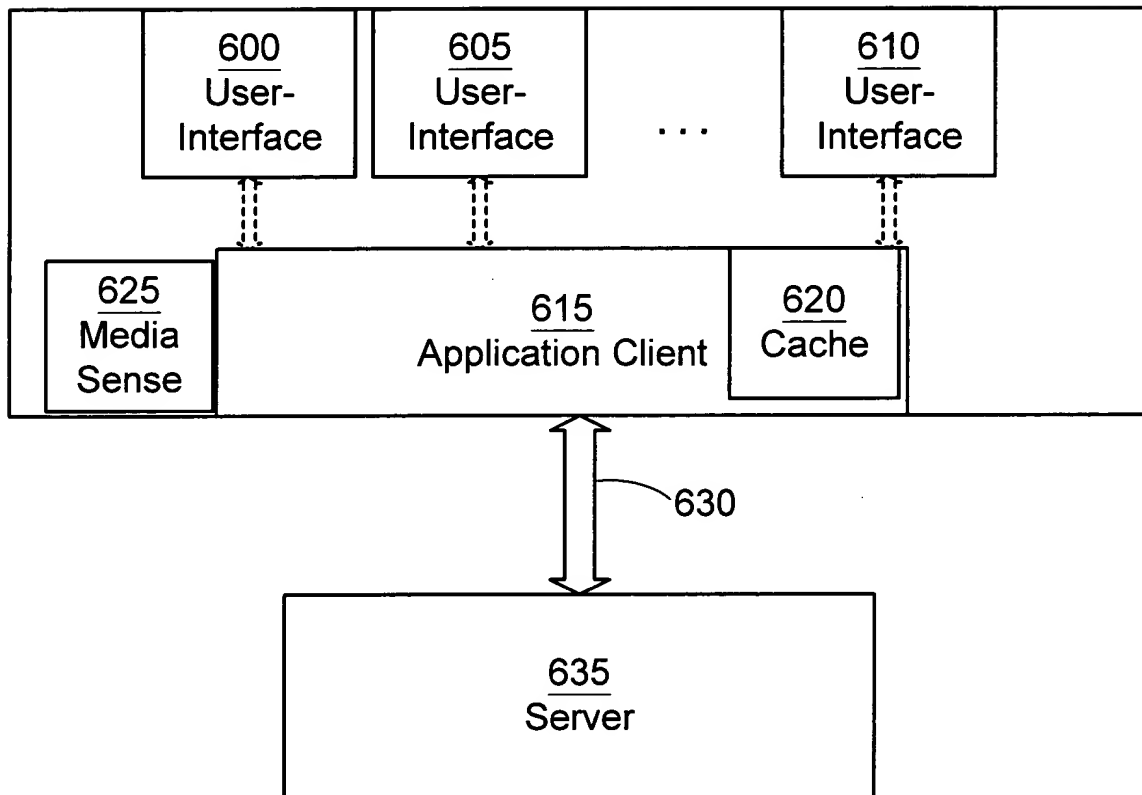 600
User-
Interface
605
User-
Interface
. . .
610
User-
Interface
625
Media
Sense
615
Application Client
620
Cache
630
635
Server